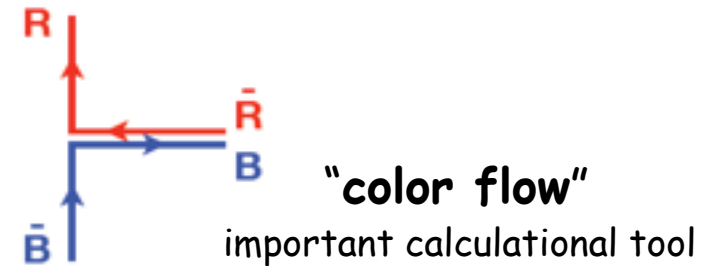 R
R̄
B
B̄
“color flow”
important calculational tool